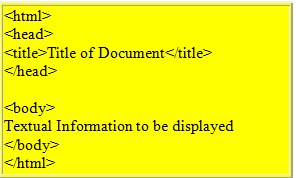 <html>
<head>
<title>Title of Document</title>
</head>

<body>
Textual Information to be displayed
</body>
</html>